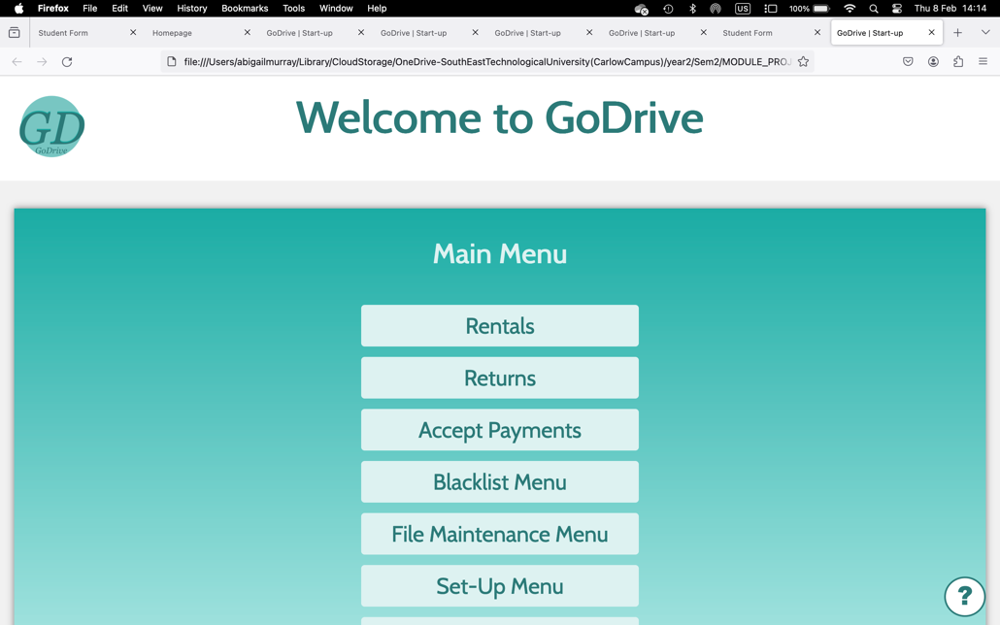 Firefox File Edit View History Bookmarks Tools Window Help US 100% Thu 8 Feb 14:14
Student Form Homepage GoDrive | Start-up GoDrive | Start-up GoDrive | Start-up GoDrive | Start-up Student Form GoDrive | Start-up
file:///Users/abigailmurray/Library/CloudStorage/OneDrive-SouthEastTechnologicalUniversity(CarlowCampus)/year2/Sem2/MODULE_PROJ
GD
GoDrive
Welcome to GoDrive
Main Menu
Rentals
Returns
Accept Payments
Blacklist Menu
File Maintenance Menu
Set-Up Menu
?